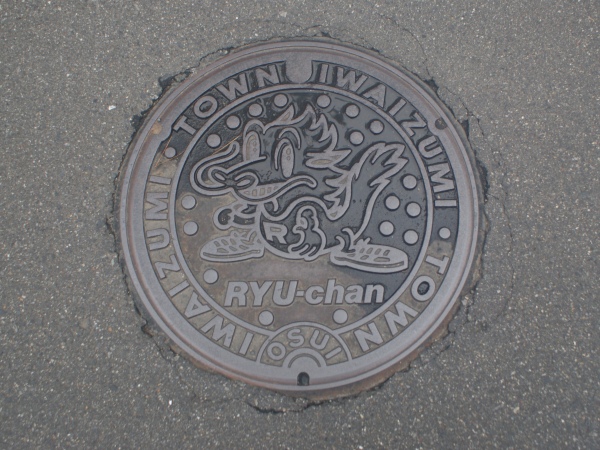 IWAIZUMI · TOWN
IWAIZUMI · TOWN
R
RYU-chan
OSUI